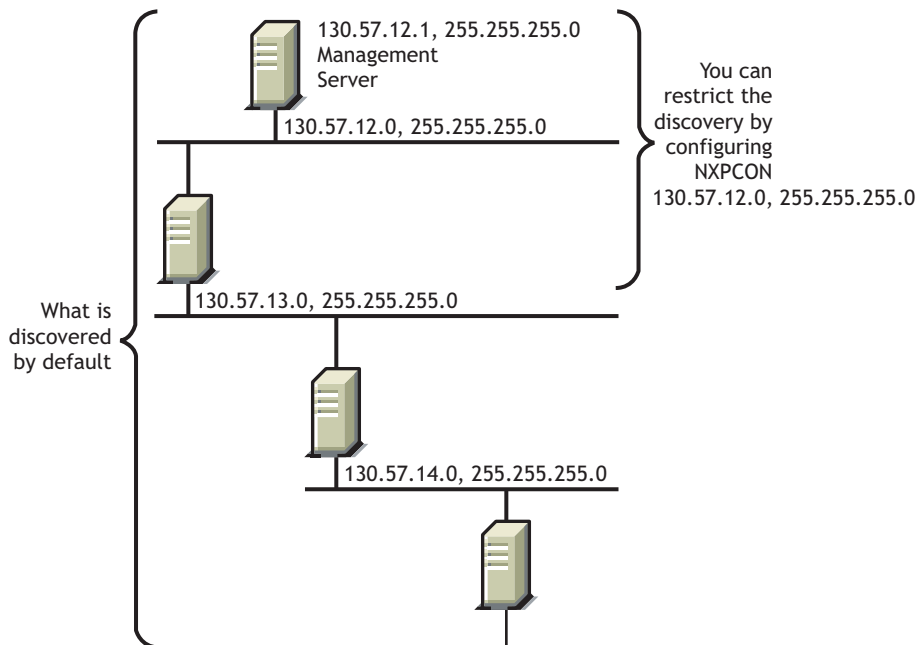 130.57.12.1, 255.255.255.0
Management
Server
You can
restrict the
discovery by
configuring
NXPCON
130.57.12.0, 255.255.255.0
130.57.12.0, 255.255.255.0
130.57.13.0, 255.255.255.0
What is
discovered
by default
130.57.14.0, 255.255.255.0